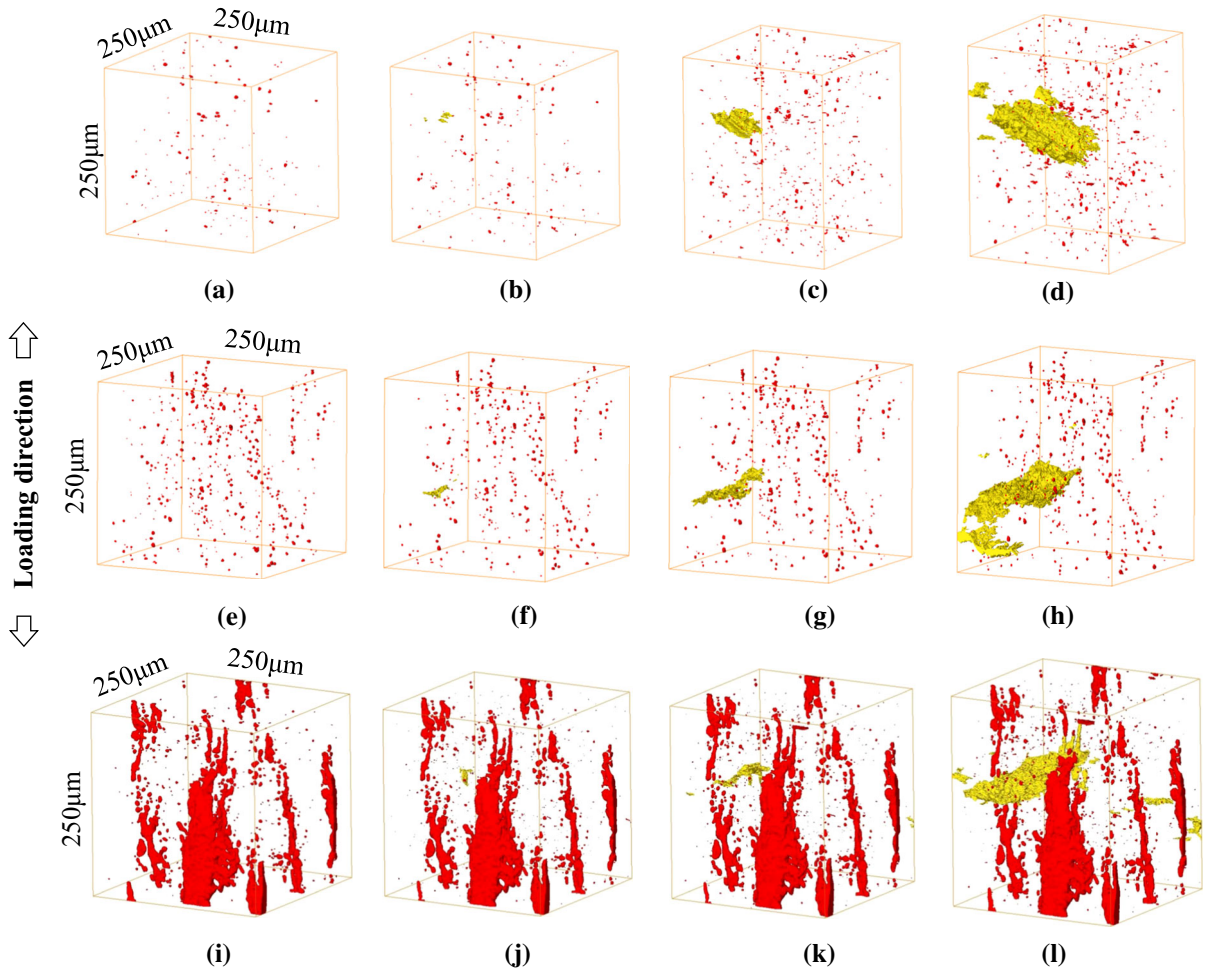 250μm
250μm
250μm
(a)
(b)
(c)
(d)
Loading direction
250μm
250μm
250μm
(e)
(f)
(g)
(h)
250μm
250μm
250μm
(i)
(j)
(k)
(l)